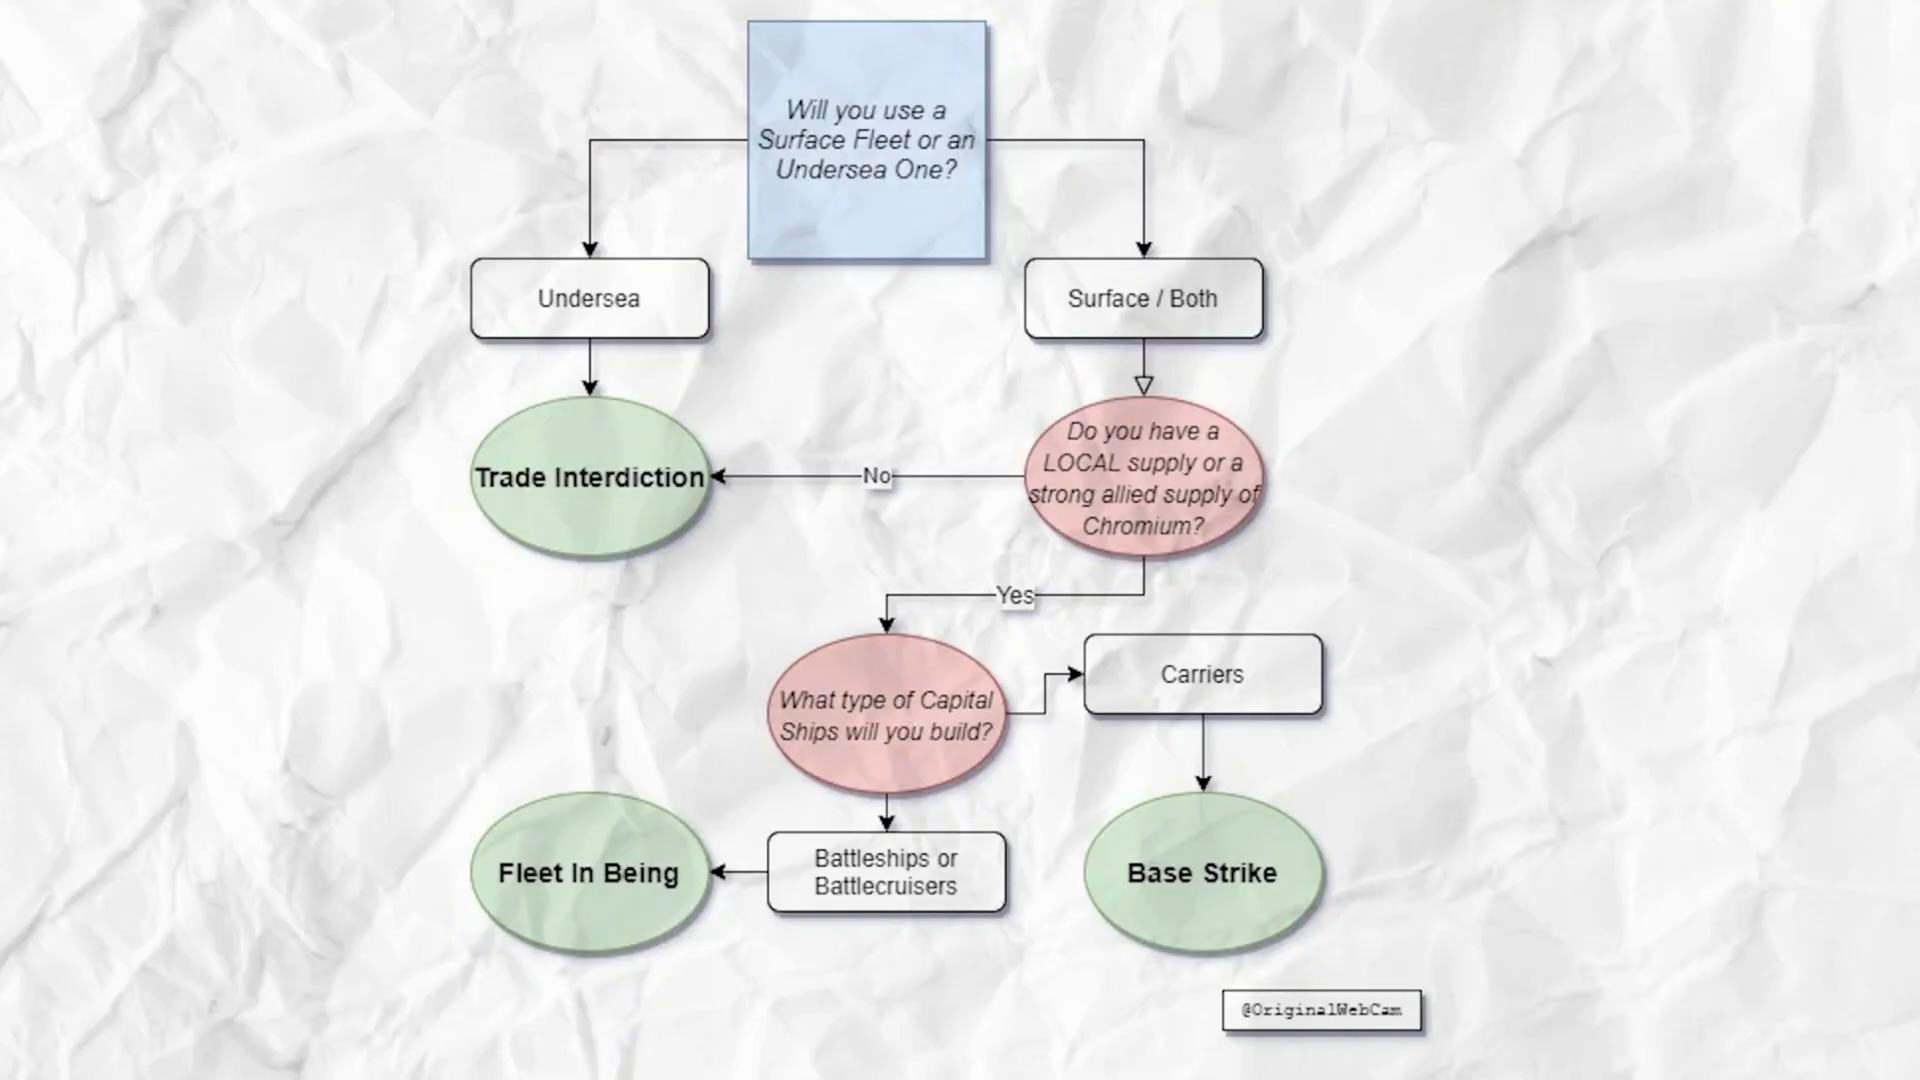 Will you use a
Surface Fleet or an
Undersea One?
Undersea
Surface / Both
Trade Interdiction
No
Do you have a
LOCAL supply or a
strong allied supply of
Chromium?
Yes
What type of Capital
Ships will you build?
Carriers
Fleet In Being
Battleships or
Battlecruisers
Base Strike
@OriginalWebCam